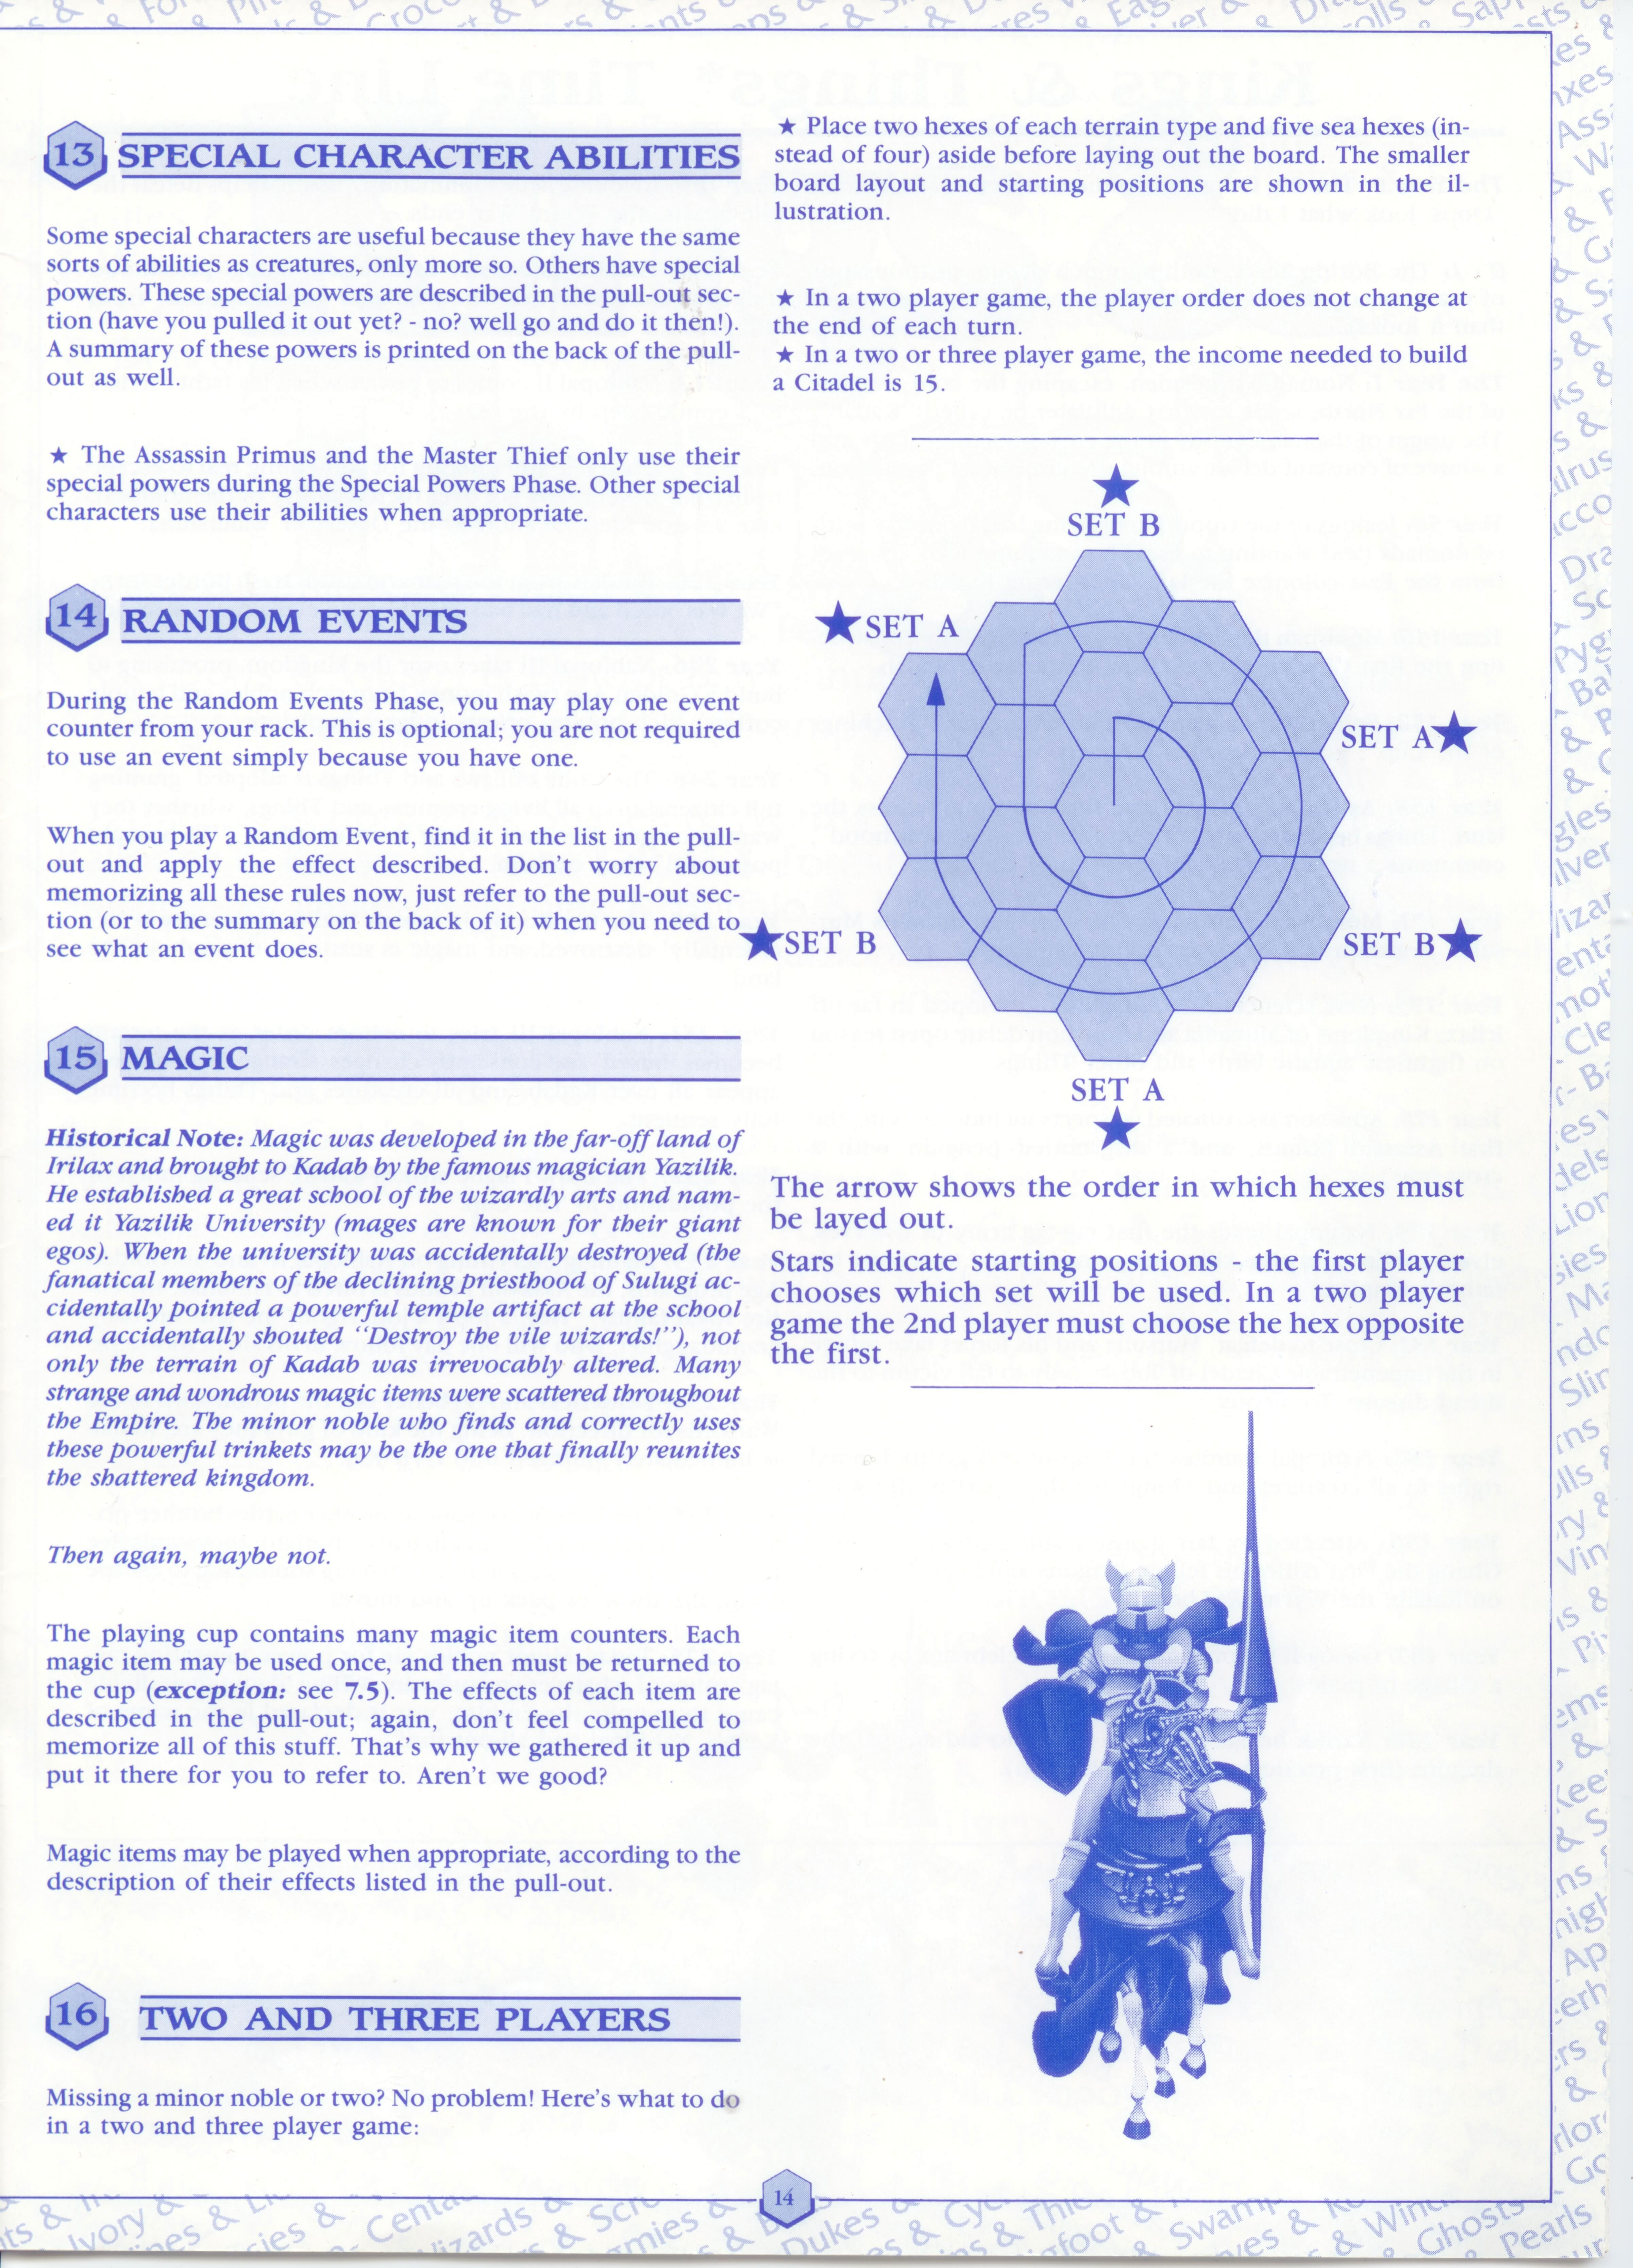 13 SPECIAL CHARACTER ABILITIES
Some special characters are useful because they have the same
sorts of abilities as creatures, only more so. Others have special
powers. These special powers are described in the pull-out sec-
tion (have you pulled it out yet? - no? well go and do it then!).
A summary of these powers is printed on the back of the pull-
out as well.
★ The Assassin Primus and the Master Thief only use their
special powers during the Special Powers Phase. Other special
characters use their abilities when appropriate.
14 RANDOM EVENTS
During the Random Events Phase, you may play one event
counter from your rack. This is optional; you are not required
to use an event simply because you have one.
When you play a Random Event, find it in the list in the pull-
out and apply the effect described. Don't worry about
memorizing all these rules now, just refer to the pull-out sec-
tion (or to the summary on the back of it) when you need to
see what an event does.
15 MAGIC
Historical Note: Magic was developed in the far-off land of
Irilax and brought to Kadab by the famous magician Yazilik.
He established a great school of the wizardly arts and nam-
ed it Yazilik University (mages are known for their giant
egos). When the university was accidentally destroyed (the
fanatical members of the declining priesthood of Sulugi ac-
cidentally pointed a powerful temple artifact at the school
and accidentally shouted "Destroy the vile wizards!"), not
only the terrain of Kadab was irrevocably altered. Many
strange and wondrous magic items were scattered throughout
the Empire. The minor noble who finds and correctly uses
these powerful trinkets may be the one that finally reunites
the shattered kingdom.
Then again, maybe not.
The playing cup contains many magic item counters. Each
magic item may be used once, and then must be returned to
the cup (exception: see 7.5). The effects of each item are
described in the pull-out; again, don't feel compelled to
memorize all of this stuff. That's why we gathered it up and
put it there for you to refer to. Aren't we good?
Magic items may be played when appropriate, according to the
description of their effects listed in the pull-out.
16 TWO AND THREE PLAYERS
Missing a minor noble or two? No problem! Here's what to do
in a two and three player game:
★ Place two hexes of each terrain type and five sea hexes (in-
stead of four) aside before laying out the board. The smaller
board layout and starting positions are shown in the il-
lustration.
★ In a two player game, the player order does not change at
the end of each turn.
★ In a two or three player game, the income needed to build
a Citadel is 15.
SET B
SET A
SET A
SET B
SET B
SET A
The arrow shows the order in which hexes must
be layed out.
Stars indicate starting positions - the first player
chooses which set will be used. In a two player
game the 2nd player must choose the hex opposite
the first.
14